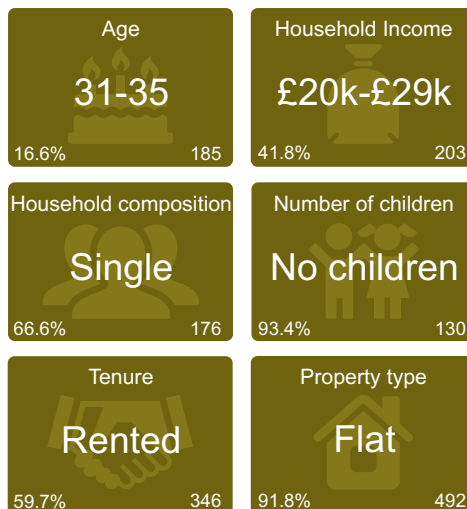 Age
31-35
16.6% 185
Household Income
£20k-£29k
41.8% 203
Household composition
Single
66.6% 176
Number of children
No children
93.4% 130
Tenure
Rented
59.7% 346
Property type
Flat
91.8% 492